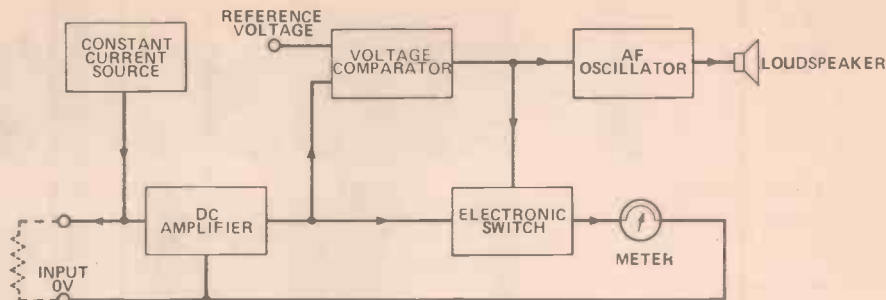 REFERENCE
VOLTAGE
CONSTANT
CURRENT
SOURCE
VOLTAGE
COMPARATOR
AF
OSCILLATOR
LOUDSPEAKER
DC
AMPLIFIER
ELECTRONIC
SWITCH
METER
INPUT
0V